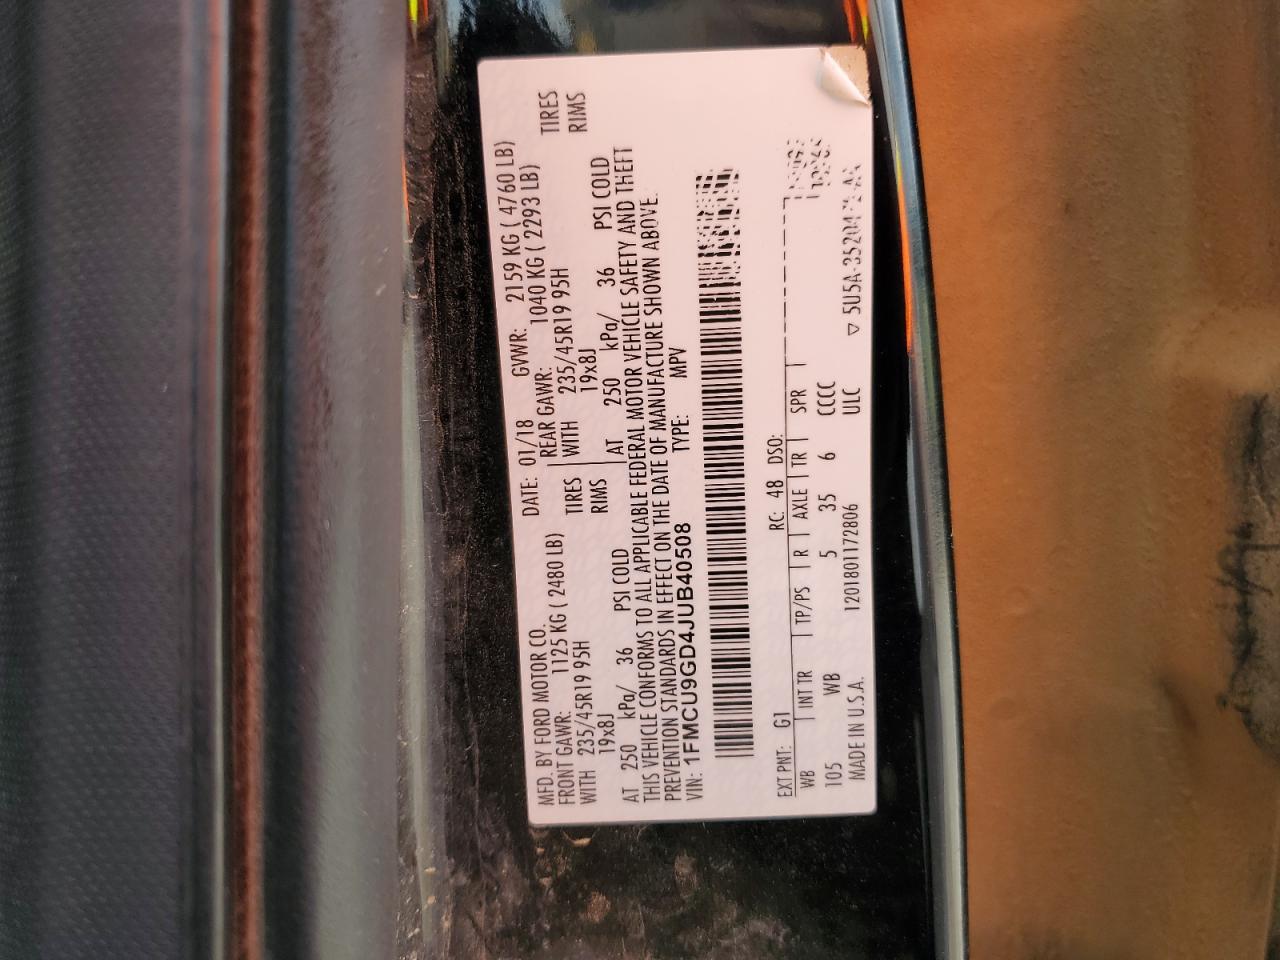 MFD. BY FORD MOTOR CO.
DATE: 01/18 GVWR: 2159 KG ( 4760 LB)
FRONT GAWR: 1125 KG ( 2480 LB) REAR GAWR: 1040 KG ( 2293 LB)
WITH 235/45R19 95H TIRES WITH 235/45R19 95H TIRES
19x8J RIMS 19x8J RIMS
AT 250 kPa/ 36 PSI COLD AT 250 kPa/ 36 PSI COLD
THIS VEHICLE CONFORMS TO ALL APPLICABLE FEDERAL MOTOR VEHICLE SAFETY AND THEFT
PREVENTION STANDARDS IN EFFECT ON THE DATE OF MANUFACTURE SHOWN ABOVE.
VIN: 1FMCU9GD4JUB40508 TYPE: MPV
EXT PNT: G1 RC: 48 DSO:
WB INT TR TP/PS R AXLE TR SPR
105 WB 5 35 6 CCCC
MADE IN U.S.A. 1201801172806 ULC